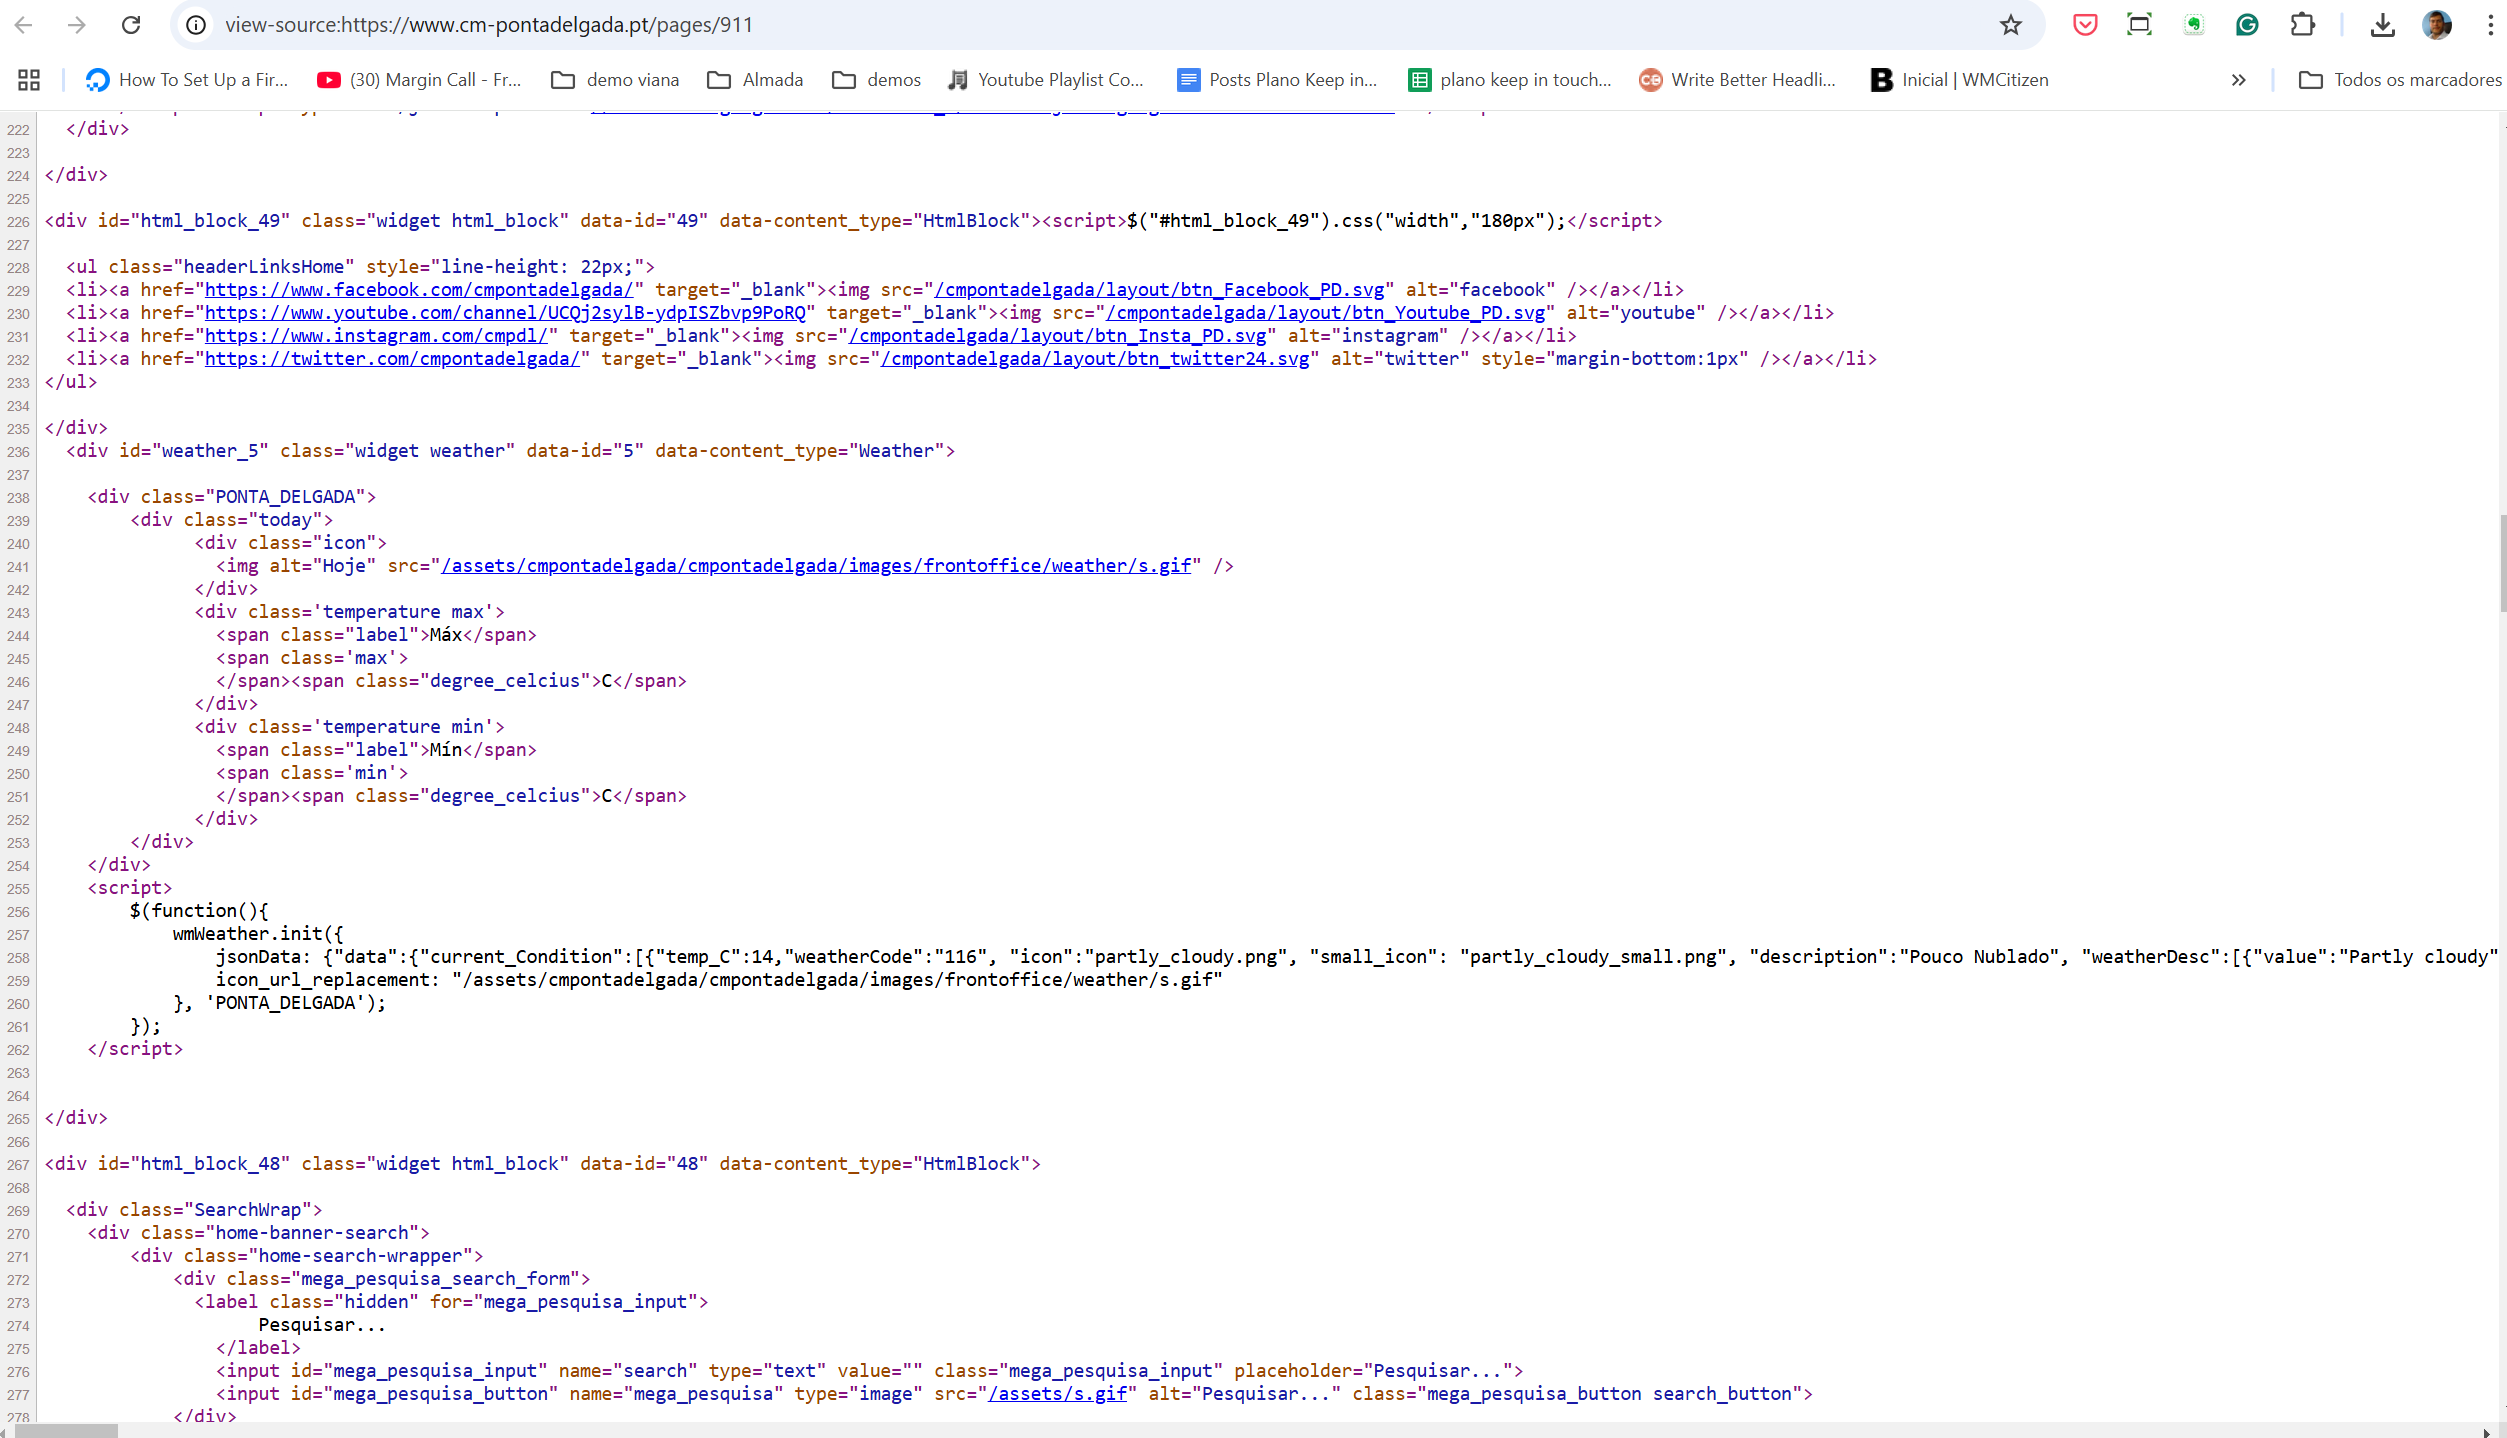 view-source:https://www.cm-pontadelgada.pt/pages/911
How To Set Up a Fir... (30) Margin Call - Fr... demo viana Almada demos Youtube Playlist Co... Posts Plano Keep in... plano keep in touch... Write Better Headli... Inicial | WMCitizen » Todos os marcadores
222 </div>
223
224 </div>
225
226 <div id="html_block_49" class="widget html_block" data-id="49" data-content_type="HtmlBlock"><script>$("#html_block_49").css("width","180px");</script>
227
228 <ul class="headerLinksHome" style="line-height: 22px;">
229 <li><a href="https://www.facebook.com/cmpontadelgada/" target="_blank"><img src="/cmpontadelgada/layout/btn_Facebook_PD.svg" alt="facebook" /></a></li>
230 <li><a href="https://www.youtube.com/channel/UCQj2sylB-ydpISZbvp9PoRQ" target="_blank"><img src="/cmpontadelgada/layout/btn_Youtube_PD.svg" alt="youtube" /></a></li>
231 <li><a href="https://www.instagram.com/cmpdl/" target="_blank"><img src="/cmpontadelgada/layout/btn_Insta_PD.svg" alt="instagram" /></a></li>
232 <li><a href="https://twitter.com/cmpontadelgada/" target="_blank"><img src="/cmpontadelgada/layout/btn_twitter24.svg" alt="twitter" style="margin-bottom:1px" /></a></li>
233 </ul>
234
235 </div>
236 <div id="weather_5" class="widget weather" data-id="5" data-content_type="Weather">
237
238 <div class="PONTA_DELGADA">
239 <div class="today">
240 <div class="icon">
241 <img alt="Hoje" src="/assets/cmpontadelgada/cmpontadelgada/images/frontoffice/weather/s.gif" />
242 </div>
243 <div class='temperature max'>
244 <span class="label">Máx</span>
245 <span class='max'>
246 </span><span class="degree_celcius">C</span>
247 </div>
248 <div class='temperature min'>
249 <span class="label">Mín</span>
250 <span class='min'>
251 </span><span class="degree_celcius">C</span>
252 </div>
253 </div>
254 </div>
255 <script>
256 $(function(){
257 wmWeather.init({
258 jsonData: {"data":{"current_Condition":[{"temp_C":14,"weatherCode":"116", "icon":"partly_cloudy.png", "small_icon": "partly_cloudy_small.png", "description":"Pouco Nublado", "weatherDesc":[{"value":"Partly cloudy"
259 icon_url_replacement: "/assets/cmpontadelgada/cmpontadelgada/images/frontoffice/weather/s.gif"
260 }, 'PONTA_DELGADA');
261 });
262 </script>
263
264
265 </div>
266
267 <div id="html_block_48" class="widget html_block" data-id="48" data-content_type="HtmlBlock">
268
269 <div class="SearchWrap">
270 <div class="home-banner-search">
271 <div class="home-search-wrapper">
272 <div class="mega_pesquisa_search_form">
273 <label class="hidden" for="mega_pesquisa_input">
274 Pesquisar...
275 </label>
276 <input id="mega_pesquisa_input" name="search" type="text" value="" class="mega_pesquisa_input" placeholder="Pesquisar...">
277 <input id="mega_pesquisa_button" name="mega_pesquisa" type="image" src="/assets/s.gif" alt="Pesquisar..." class="mega_pesquisa_button search_button">
278 </div>